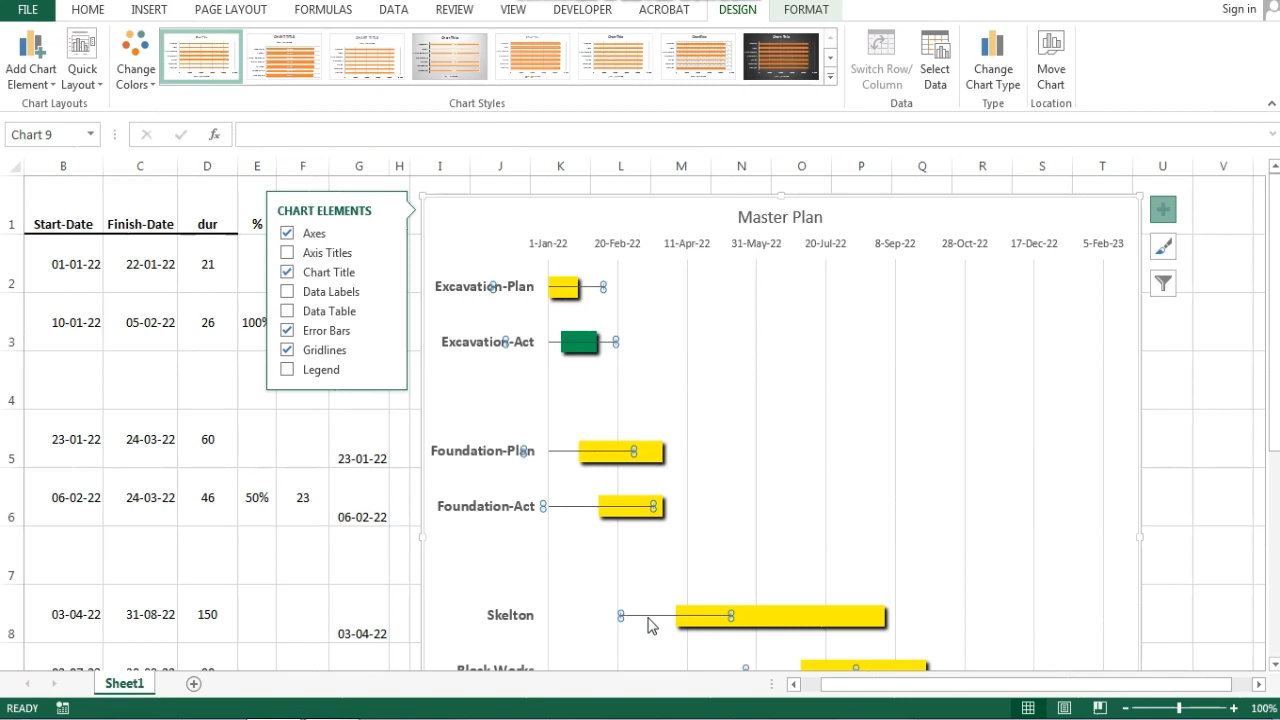 FILE HOME INSERT PAGE LAYOUT FORMULAS DATA REVIEW VIEW DEVELOPER ACROBAT DESIGN FORMAT Sign in
Add Chart Element Quick Layout Change Colors Switch Row/ Column Select Data Change Chart Type Move Chart
Chart Layouts Chart Styles Data Type Location
Chart 9 fx
B C D E F G H I J K L M N O P Q R S T U V
1 Start-Date Finish-Date dur %
2 01-01-22 22-01-22 21
3 10-01-22 05-02-22 26 100%
4
5 23-01-22 24-03-22 60 23-01-22
6 06-02-22 24-03-22 46 50% 23 06-02-22
7
8 03-04-22 31-08-22 150 03-04-22
CHART ELEMENTS
Axes
Axis Titles
Chart Title
Data Labels
Data Table
Error Bars
Gridlines
Legend
Master Plan
1-Jan-22 20-Feb-22 11-Apr-22 31-May-22 20-Jul-22 8-Sep-22 28-Oct-22 17-Dec-22 5-Feb-23
Excavation-Plan
Excavation-Act
Foundation-Plan
Foundation-Act
Skelton
Block Works
Sheet1
READY 100%